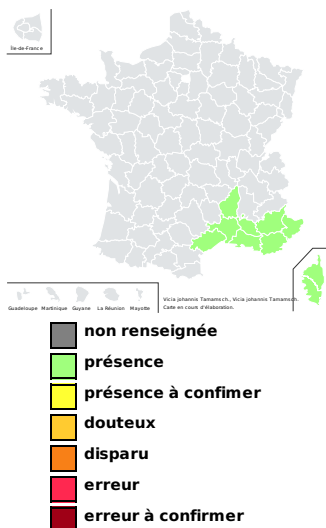 Île-de-France
Guadeloupe Martinique Guyane La Réunion Mayotte
Vicia johannis Tamamsch., Vicia johannis Tamamsch.
Carte en cours d'élaboration.
non renseignée
présence
présence à confimer
douteux
disparu
erreur
erreur à confirmer